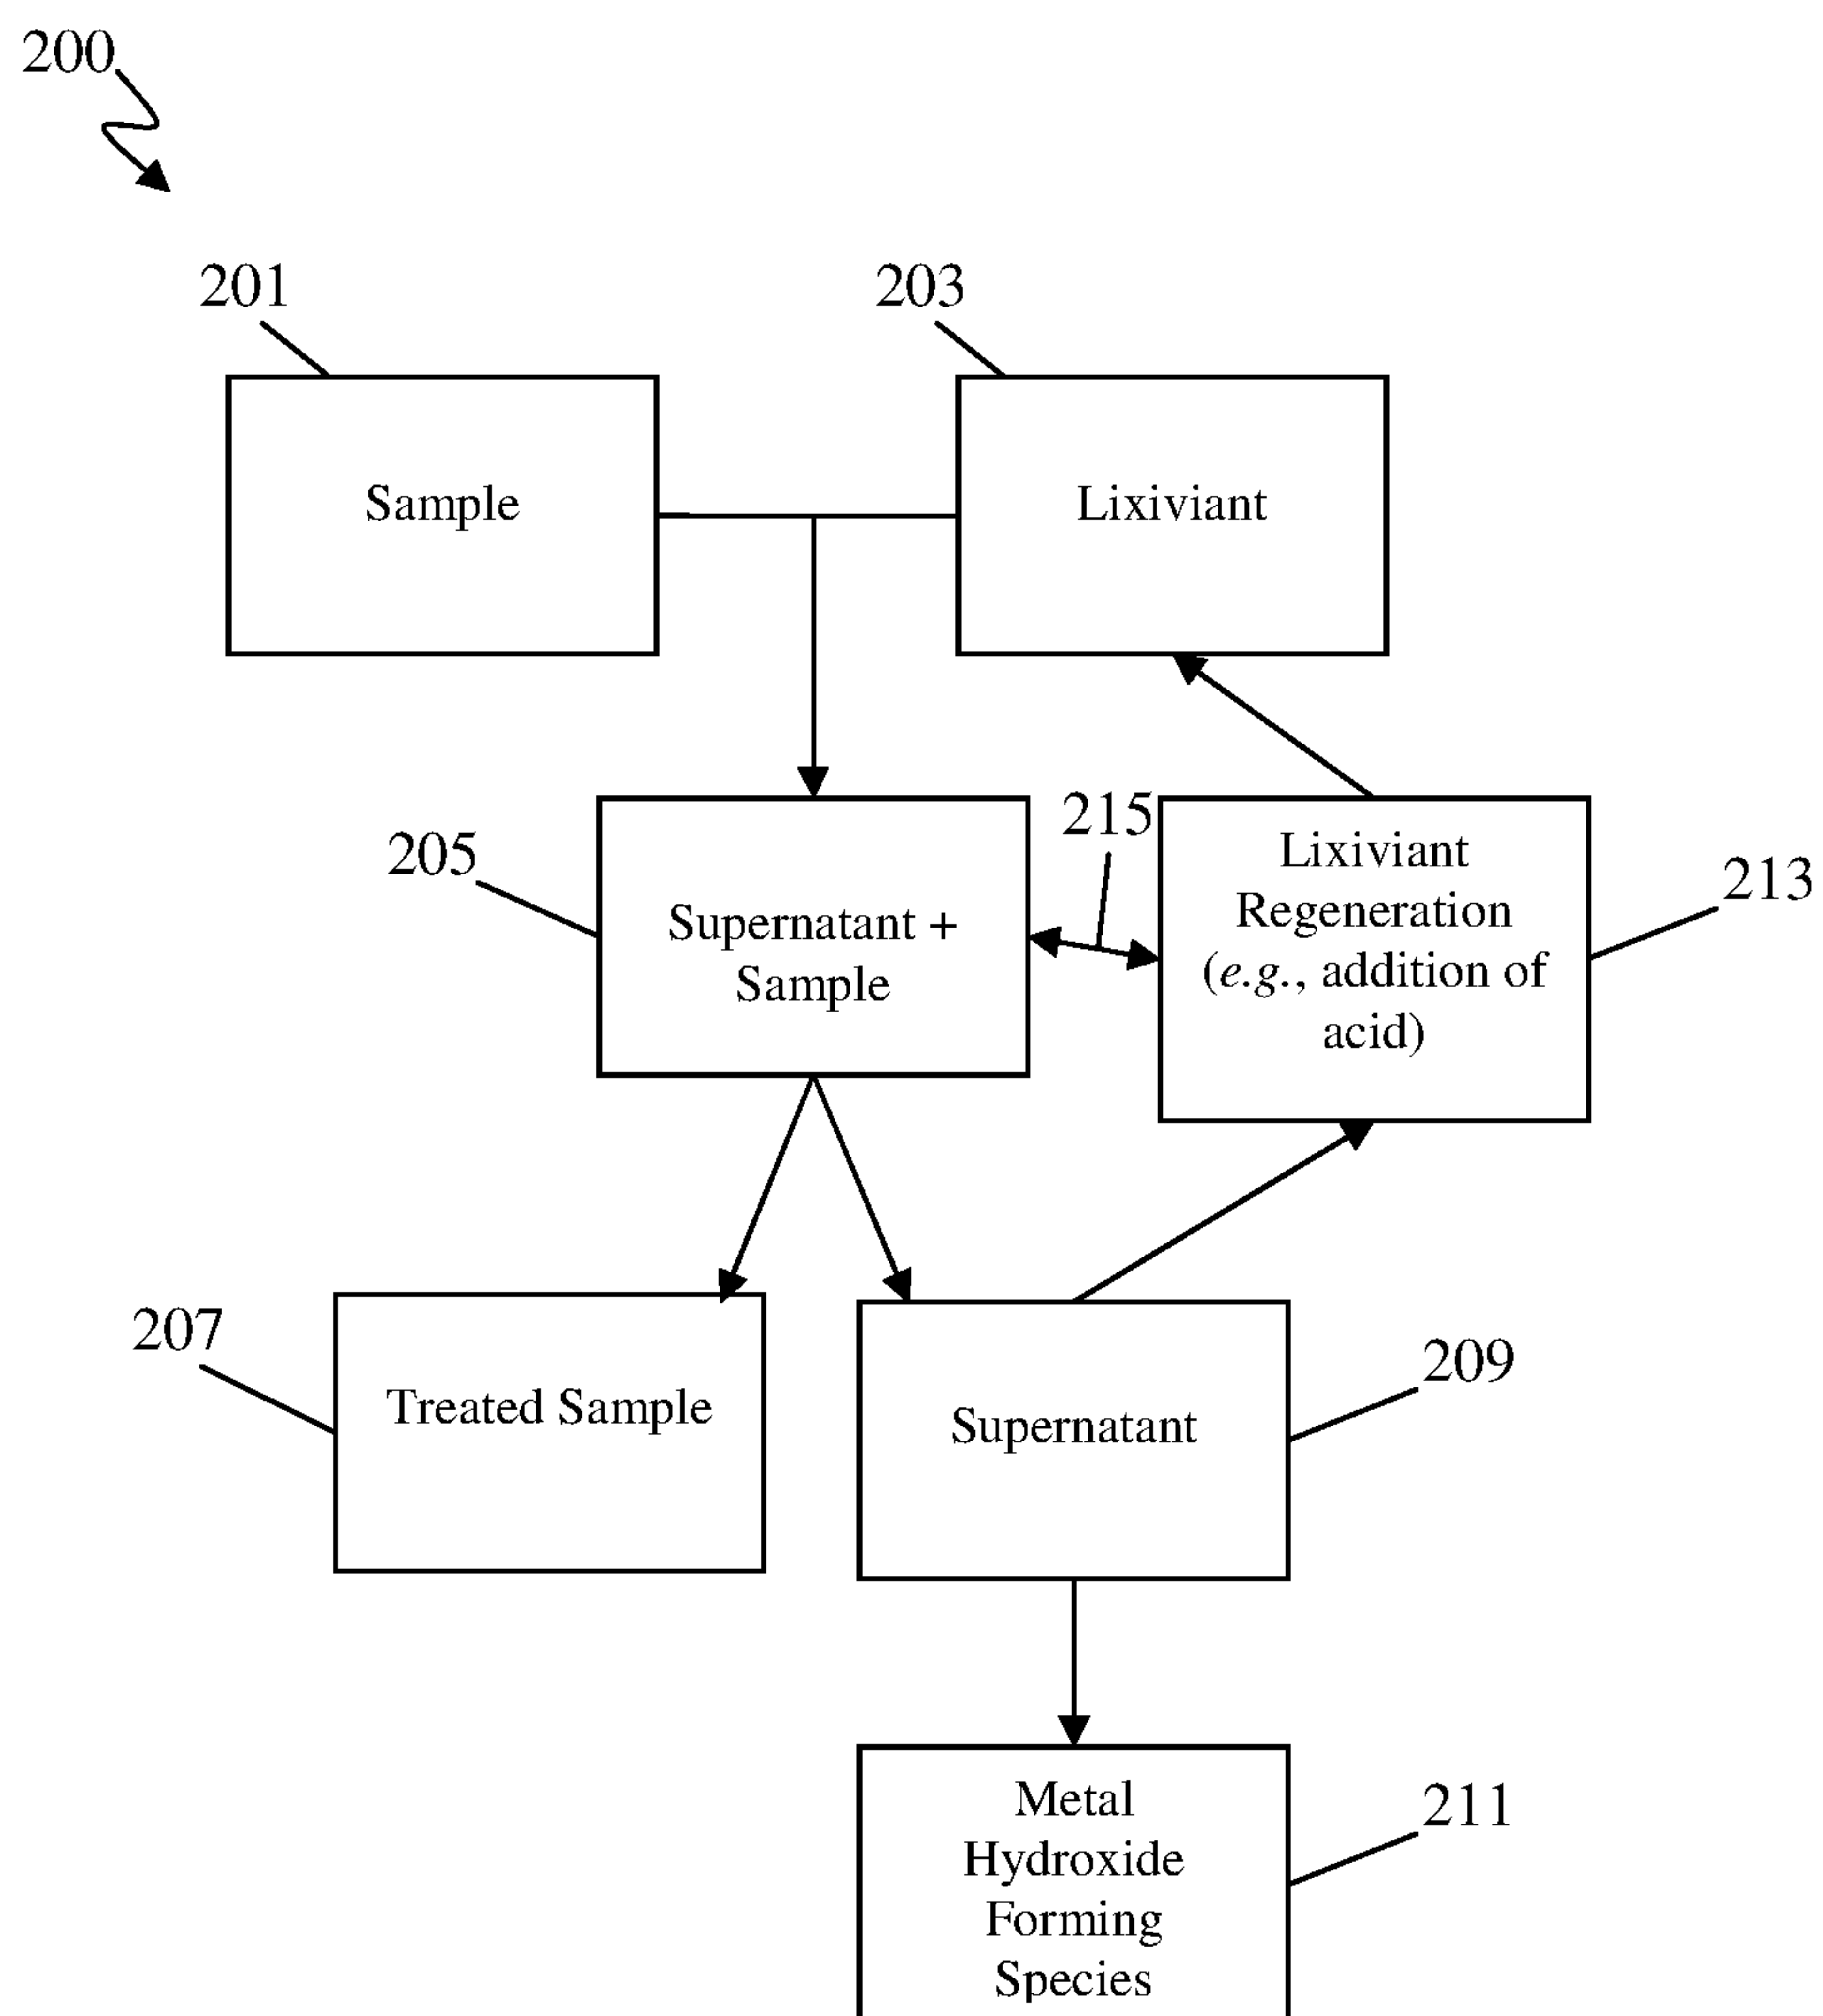 200
201
203
Sample
Lixiviant
205
215
213
Supernatant +
Sample
Lixiviant
Regeneration
(e.g., addition of
acid)
207
209
Treated Sample
Supernatant
211
Metal
Hydroxide
Forming
Species